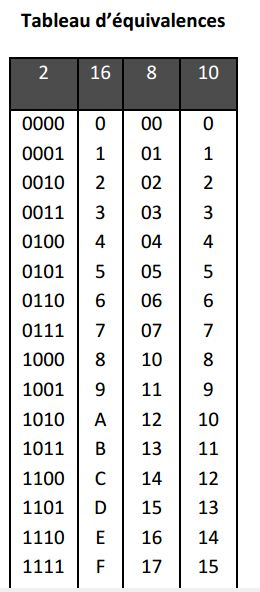 Tableau d’équivalences
2 16 8 10
0000 0 00 0
0001 1 01 1
0010 2 02 2
0011 3 03 3
0100 4 04 4
0101 5 05 5
0110 6 06 6
0111 7 07 7
1000 8 10 8
1001 9 11 9
1010 A 12 10
1011 B 13 11
1100 C 14 12
1101 D 15 13
1110 E 16 14
1111 F 17 15